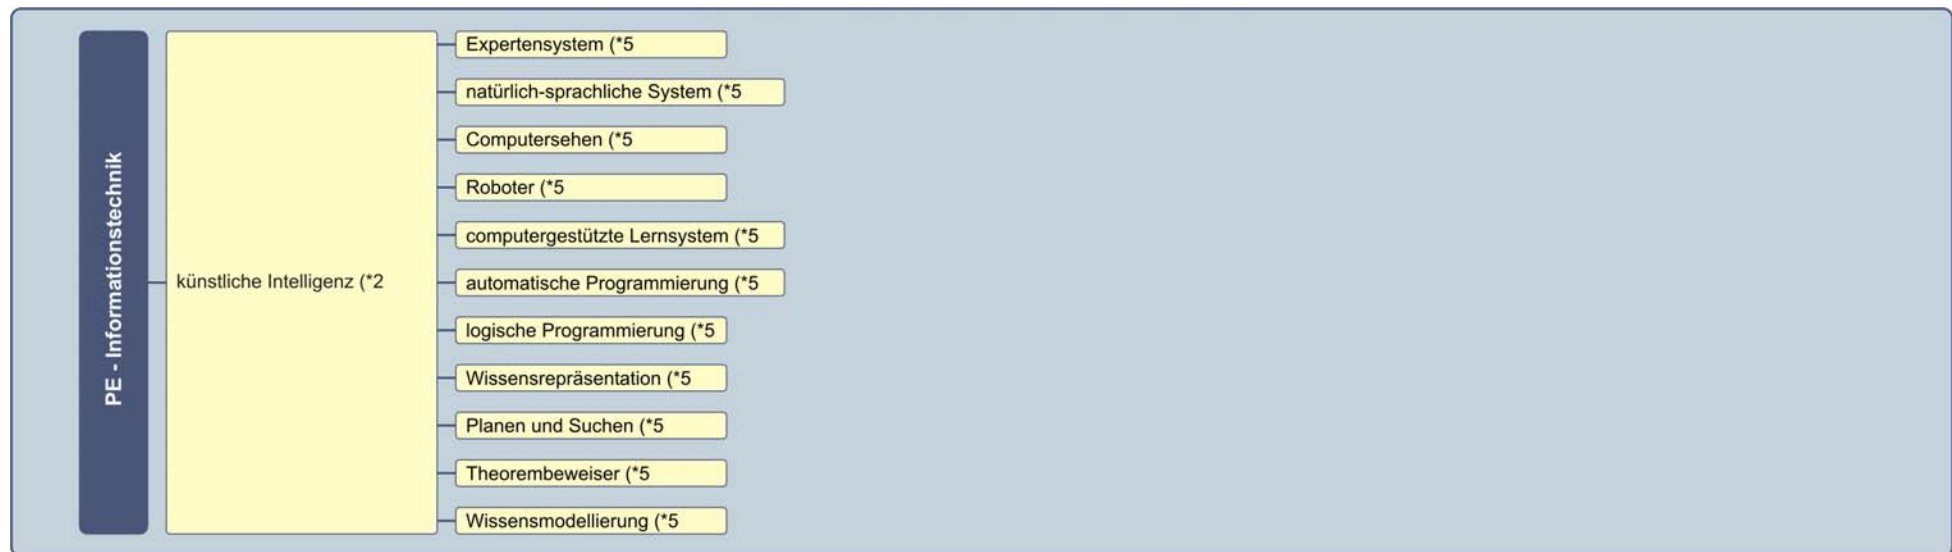 PE - Informationstechnik
künstliche Intelligenz (*2
Expertensystem (*5
natürlich-sprachliche System (*5
Computersehen (*5
Roboter (*5
computergestützte Lernsystem (*5
automatische Programmierung (*5
logische Programmierung (*5
Wissensrepräsentation (*5
Planen und Suchen (*5
Theorembeweiser (*5
Wissensmodellierung (*5